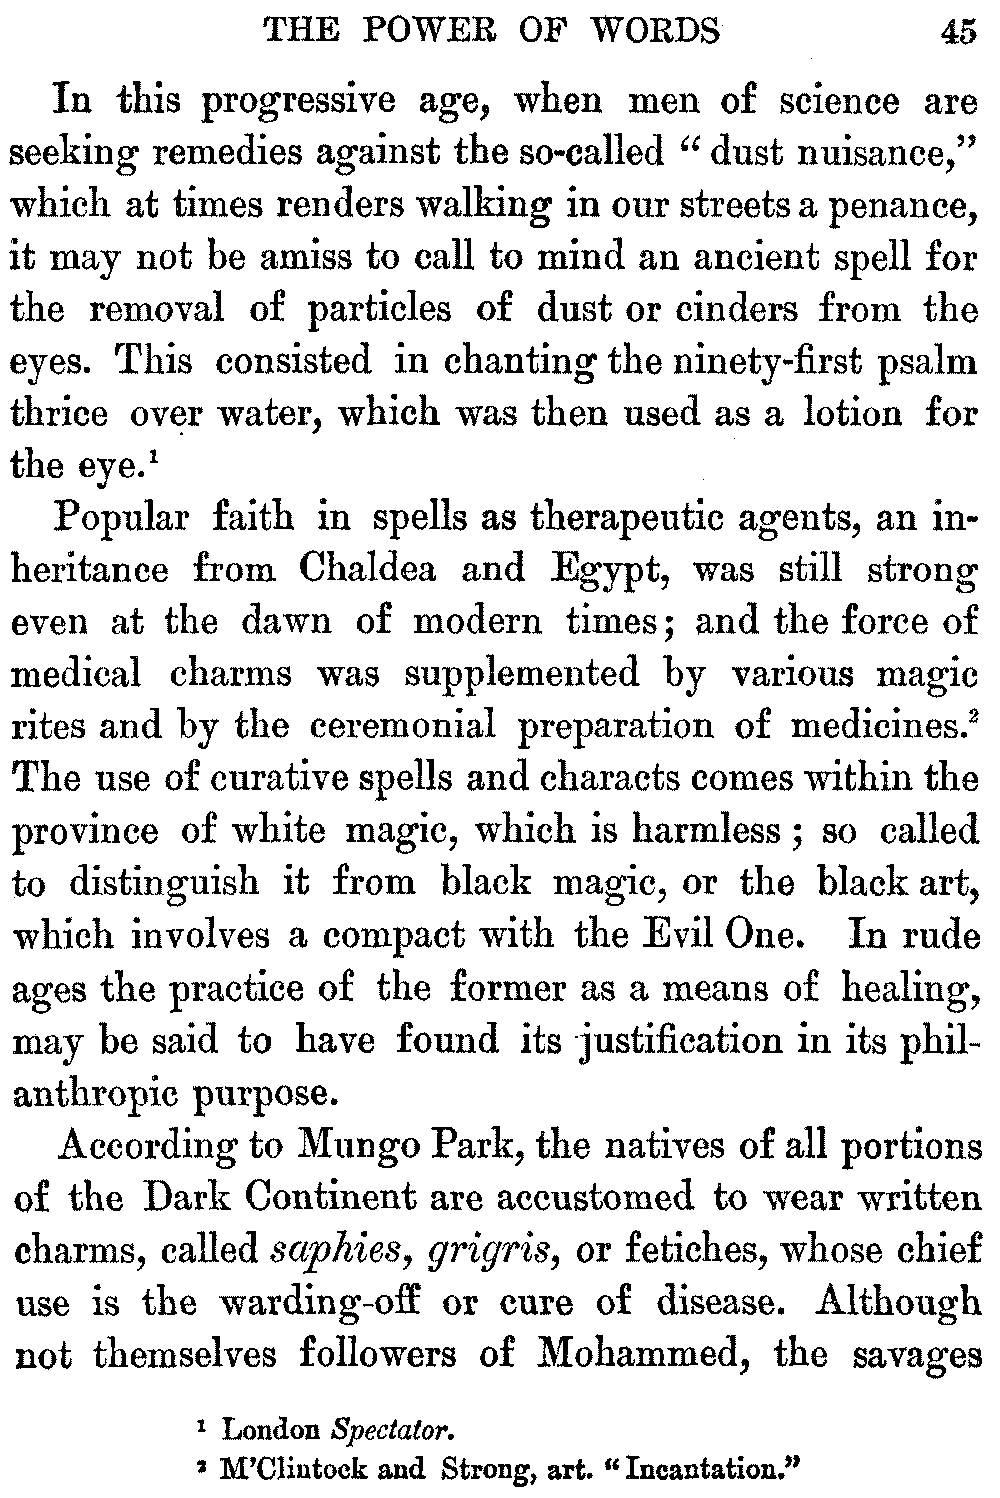 THE POWER OF WORDS 45
In this progressive age, when men of science are
seeking remedies against the so-called “ dust nuisance,”
which at times renders walking in our streets a penance,
it may not be amiss to call to mind an ancient spell for
the removal of particles of dust or cinders from the
eyes. This consisted in chanting the ninety-first psalm
thrice over water, which was then used as a lotion for
the eye.¹
Popular faith in spells as therapeutic agents, an in-
heritance from Chaldea and Egypt, was still strong
even at the dawn of modern times; and the force of
medical charms was supplemented by various magic
rites and by the ceremonial preparation of medicines.²
The use of curative spells and characts comes within the
province of white magic, which is harmless ; so called
to distinguish it from black magic, or the black art,
which involves a compact with the Evil One. In rude
ages the practice of the former as a means of healing,
may be said to have found its justification in its phil-
anthropic purpose.
According to Mungo Park, the natives of all portions
of the Dark Continent are accustomed to wear written
charms, called saphies, grigris, or fetiches, whose chief
use is the warding-off or cure of disease. Although
not themselves followers of Mohammed, the savages
¹ London Spectator.
² M’Clintock and Strong, art. “ Incantation.”